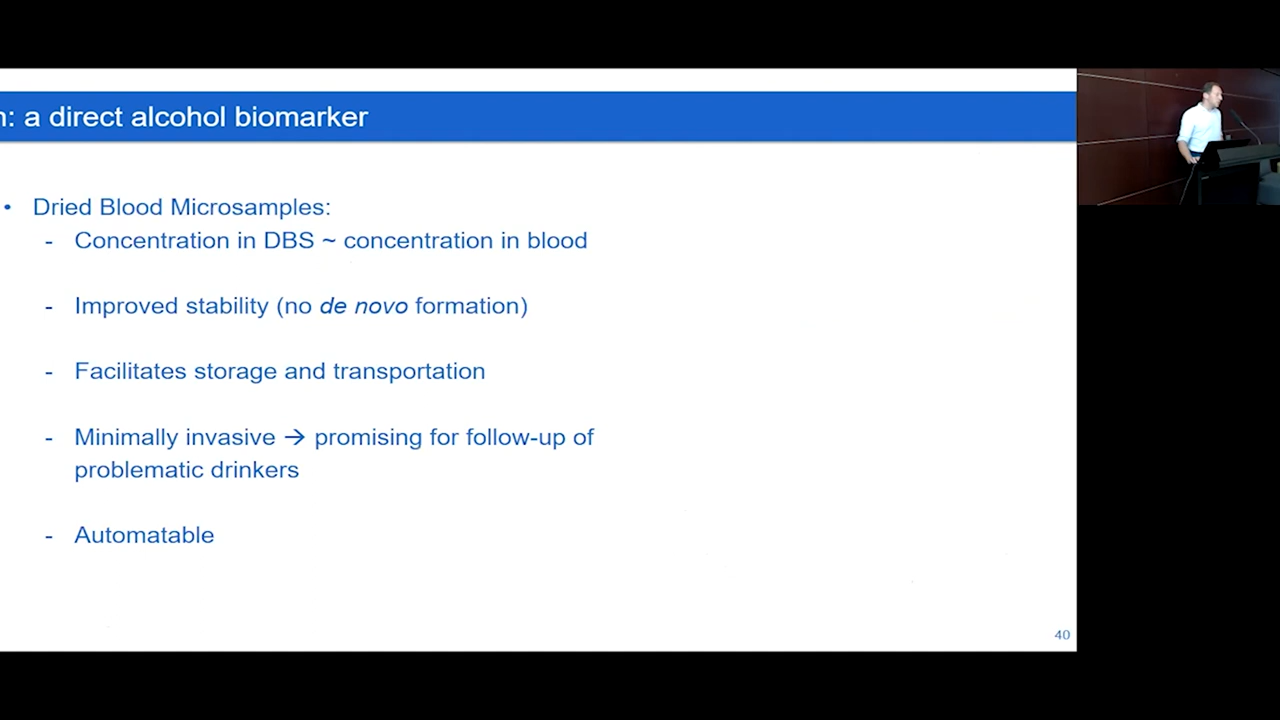 : a direct alcohol biomarker
• Dried Blood Microsamples:
- Concentration in DBS ~ concentration in blood
- Improved stability (no de novo formation)
- Facilitates storage and transportation
- Minimally invasive → promising for follow-up of
problematic drinkers
- Automatable
40